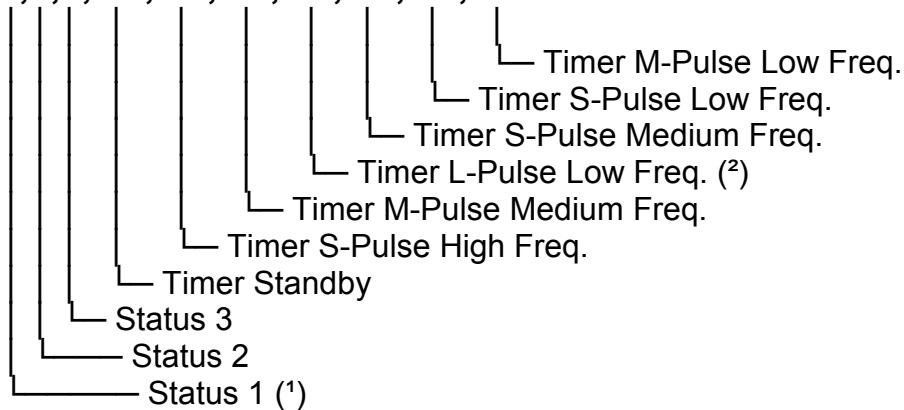 Timer M-Pulse Low Freq.
Timer S-Pulse Low Freq.
Timer S-Pulse Medium Freq.
Timer L-Pulse Low Freq. (²)
Timer M-Pulse Medium Freq.
Timer S-Pulse High Freq.
Timer Standby
Status 3
Status 2
Status 1 (¹)